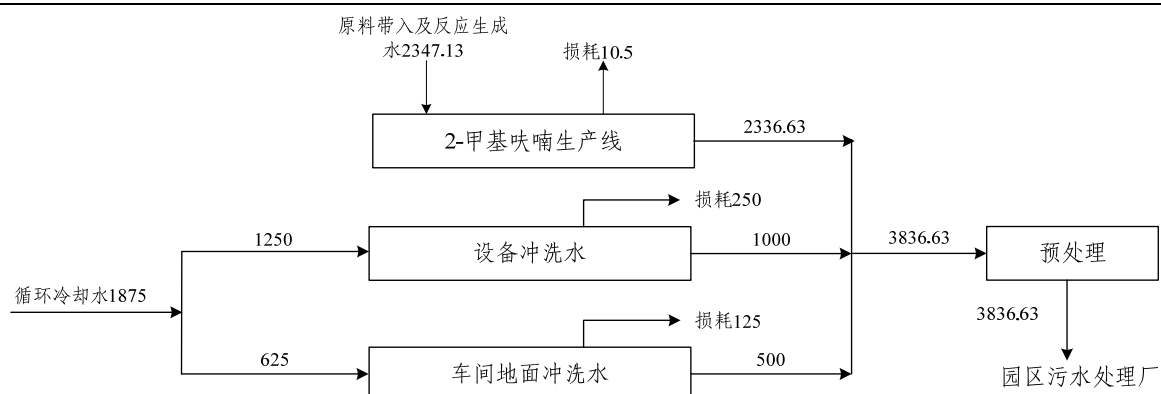 原料带入及反应生成
水2347.13
损耗10.5
2-甲基呋喃生产线
2336.63
损耗250
1250
设备冲洗水
1000
3836.63
预处理
循环冷却水1875
损耗125
3836.63
625
车间地面冲洗水
500
园区污水处理厂